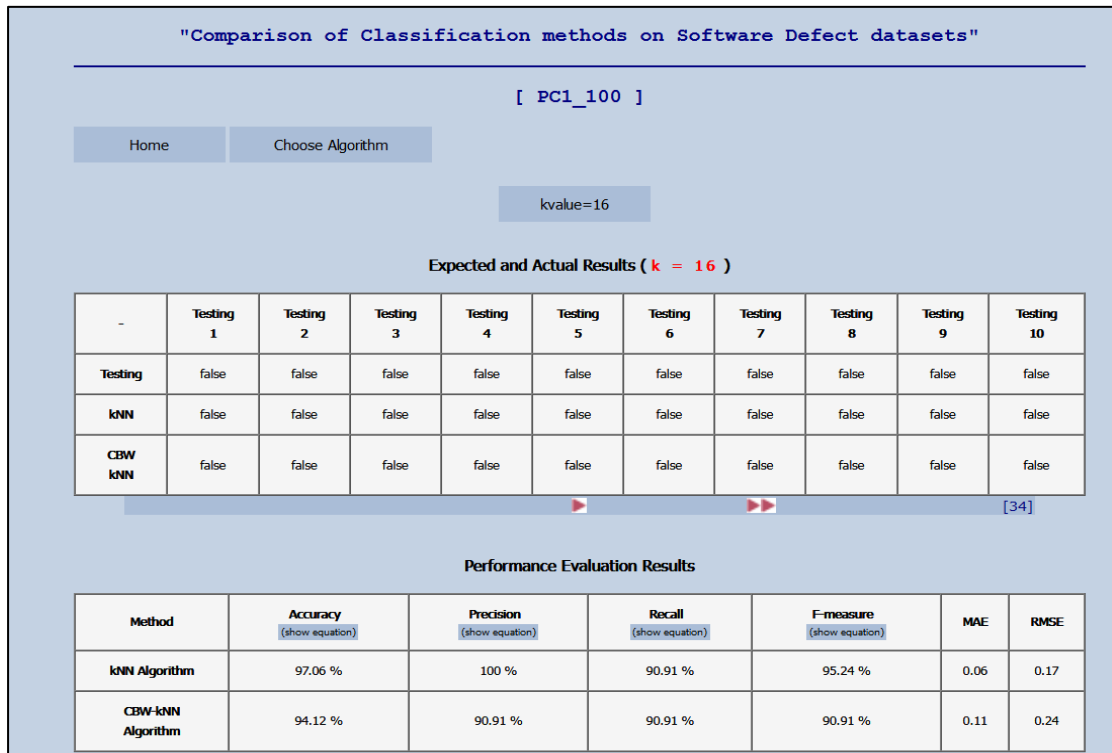 "Comparison of Classification methods on Software Defect datasets"
[ PC1_100 ]
Home Choose Algorithm
kvalue=16
Expected and Actual Results ( k = 16 )
- Testing 1 Testing 2 Testing 3 Testing 4 Testing 5 Testing 6 Testing 7 Testing 8 Testing 9 Testing 10
Testing false false false false false false false false false false
kNN false false false false false false false false false false
CBW kNN false false false false false false false false false false
[34]
Performance Evaluation Results
Method Accuracy (show equation) Precision (show equation) Recall (show equation) F-measure (show equation) MAE RMSE
kNN Algorithm 97.06 % 100 % 90.91 % 95.24 % 0.06 0.17
CBW-kNN Algorithm 94.12 % 90.91 % 90.91 % 90.91 % 0.11 0.24